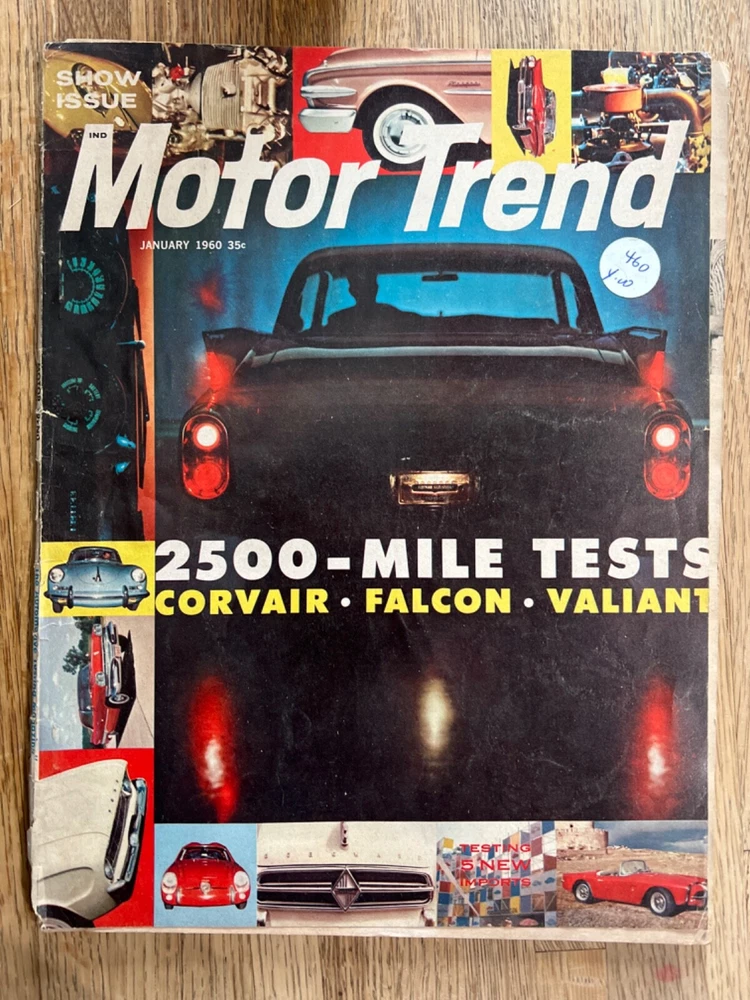 SHOW
ISSUE
IND
Motor Trend
JANUARY 1960 35c
460
2500-MILE TESTS
CORVAIR • FALCON • VALIANT
TESTING
5 NEW
IMPORTS